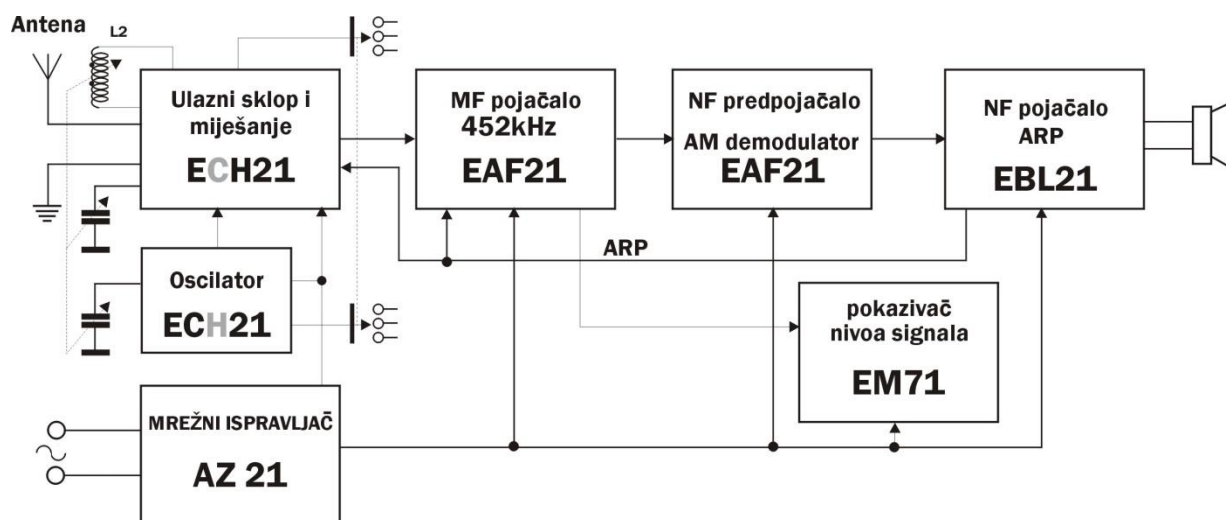 Antena
L2
Ulazni sklop i
miješanje
ECH21
MF pojačalo
452kHz
EAF21
NF predpojačalo
AM demodulator
EAF21
NF pojačalo
ARP
EBL21
ARP
Oscilator
ECH21
pokazivač
nivoa signala
EM71
MREŽNI ISPRAVLJAČ
AZ 21